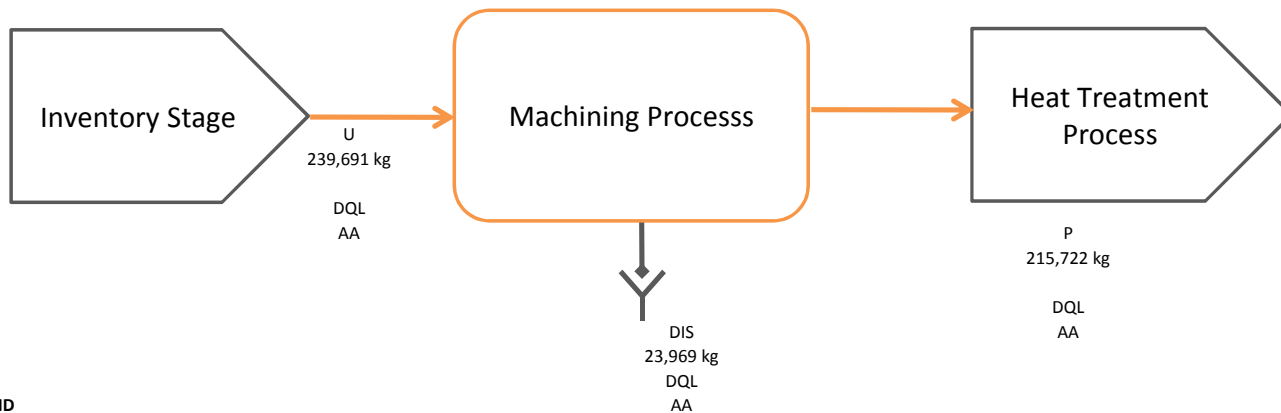 Inventory Stage
U
239,691 kg
DQL
AA
Machining Processs
DIS
23,969 kg
DQL
AA
Heat Treatment
Process
P
215,722 kg
DQL
AA